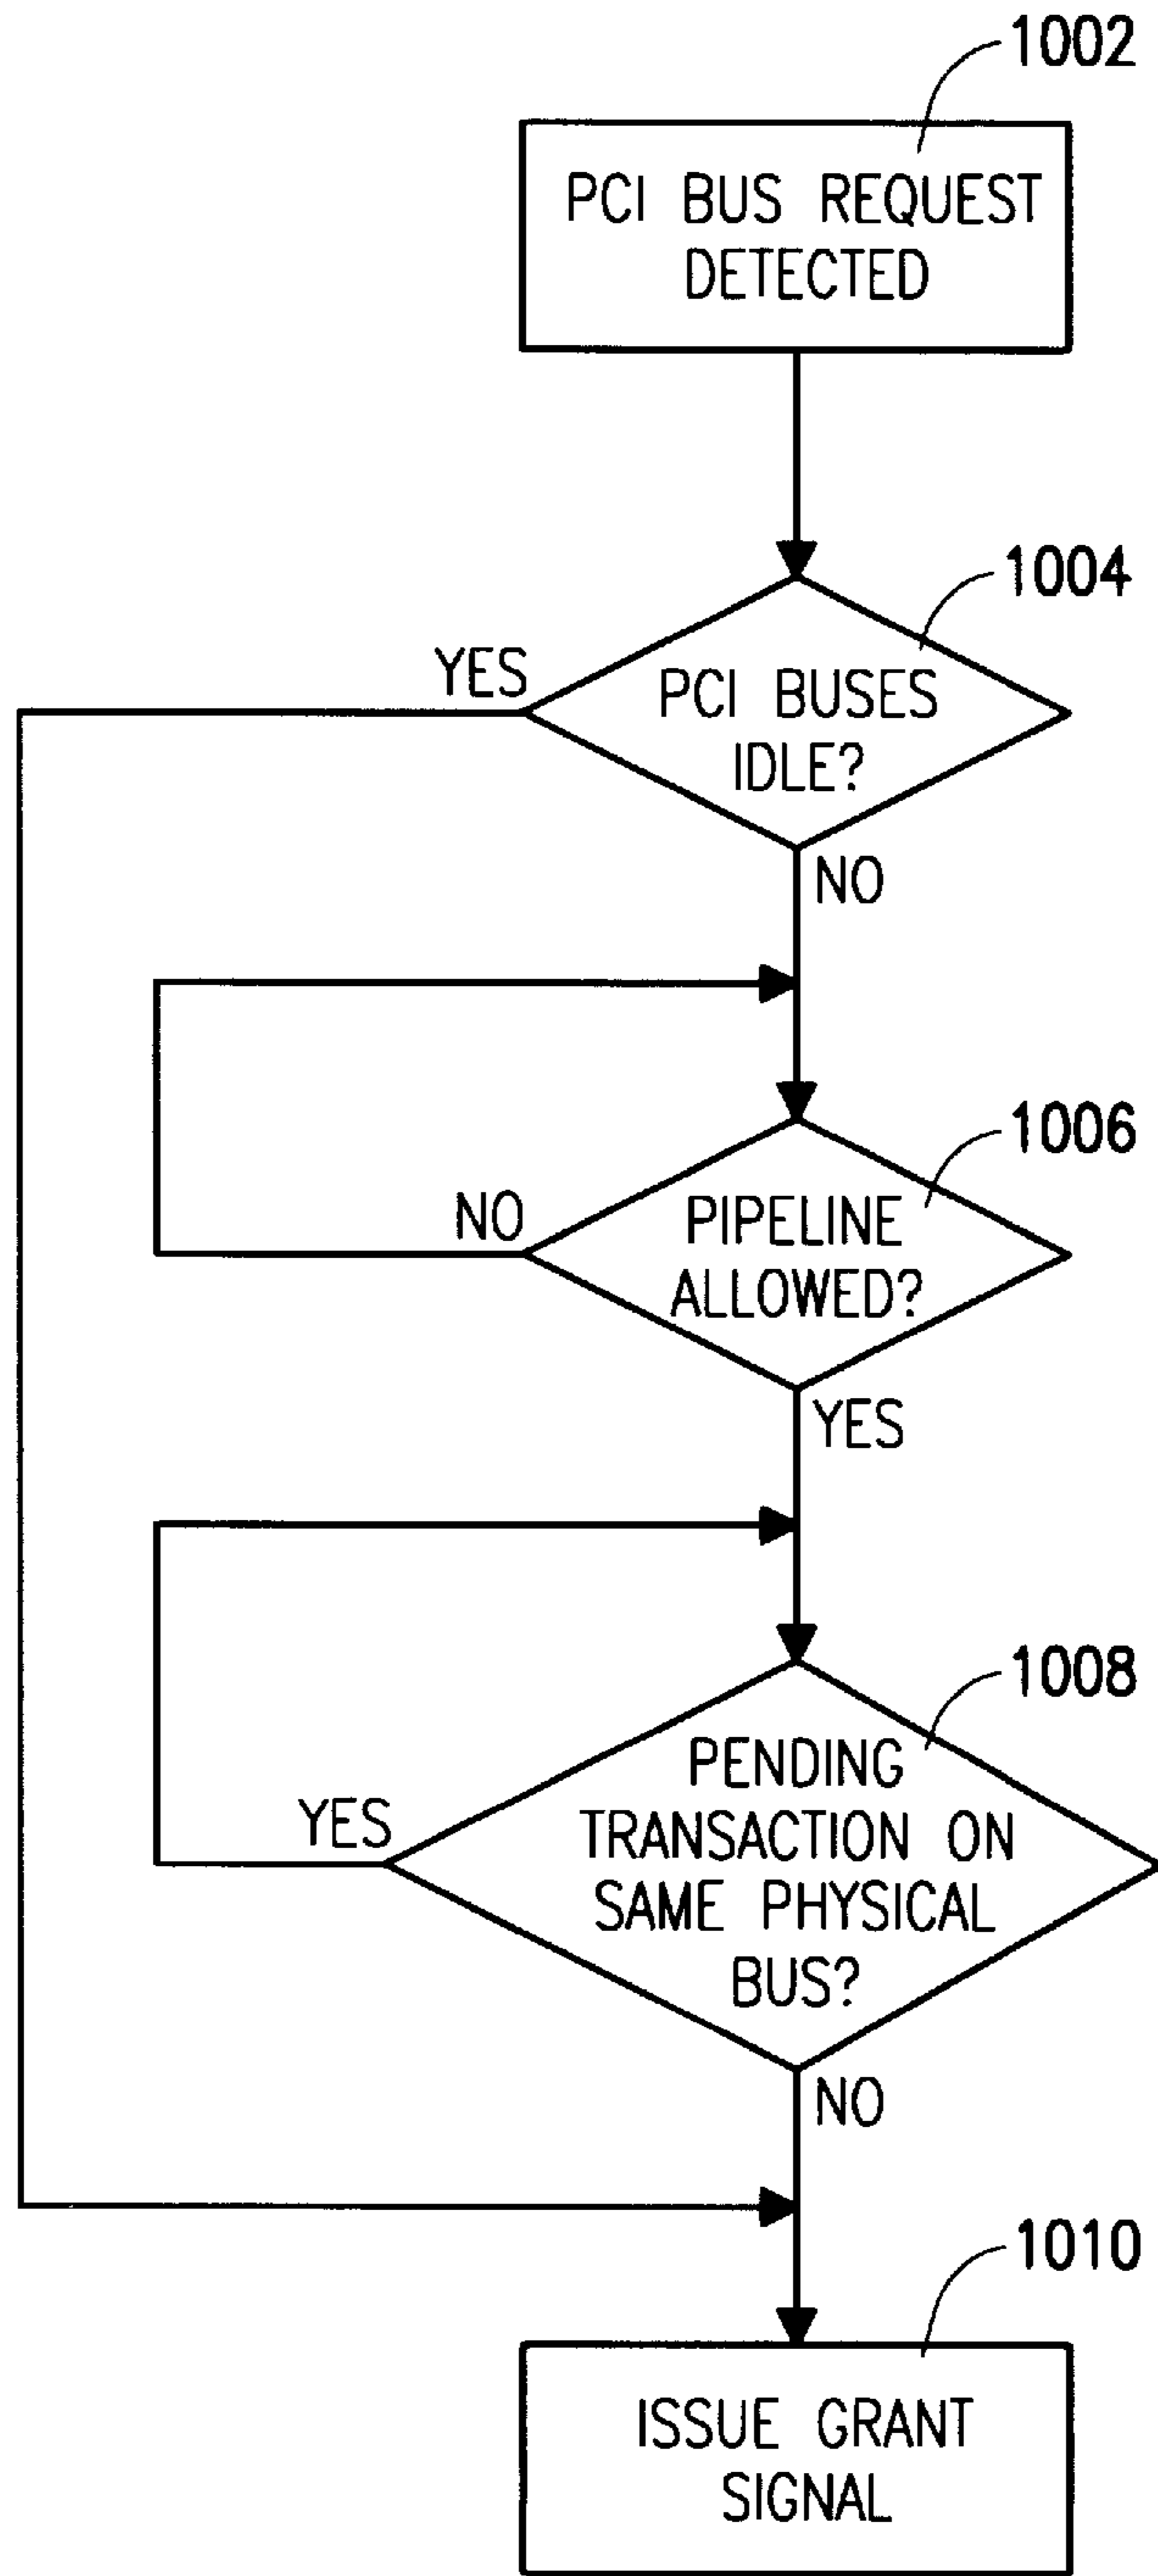 1002
PCI BUS REQUEST
DETECTED
1004
YES
PCI BUSES
IDLE?
NO
1006
NO
PIPELINE
ALLOWED?
YES
1008
PENDING
YES
TRANSACTION ON
SAME PHYSICAL
BUS?
NO
1010
ISSUE GRANT
SIGNAL